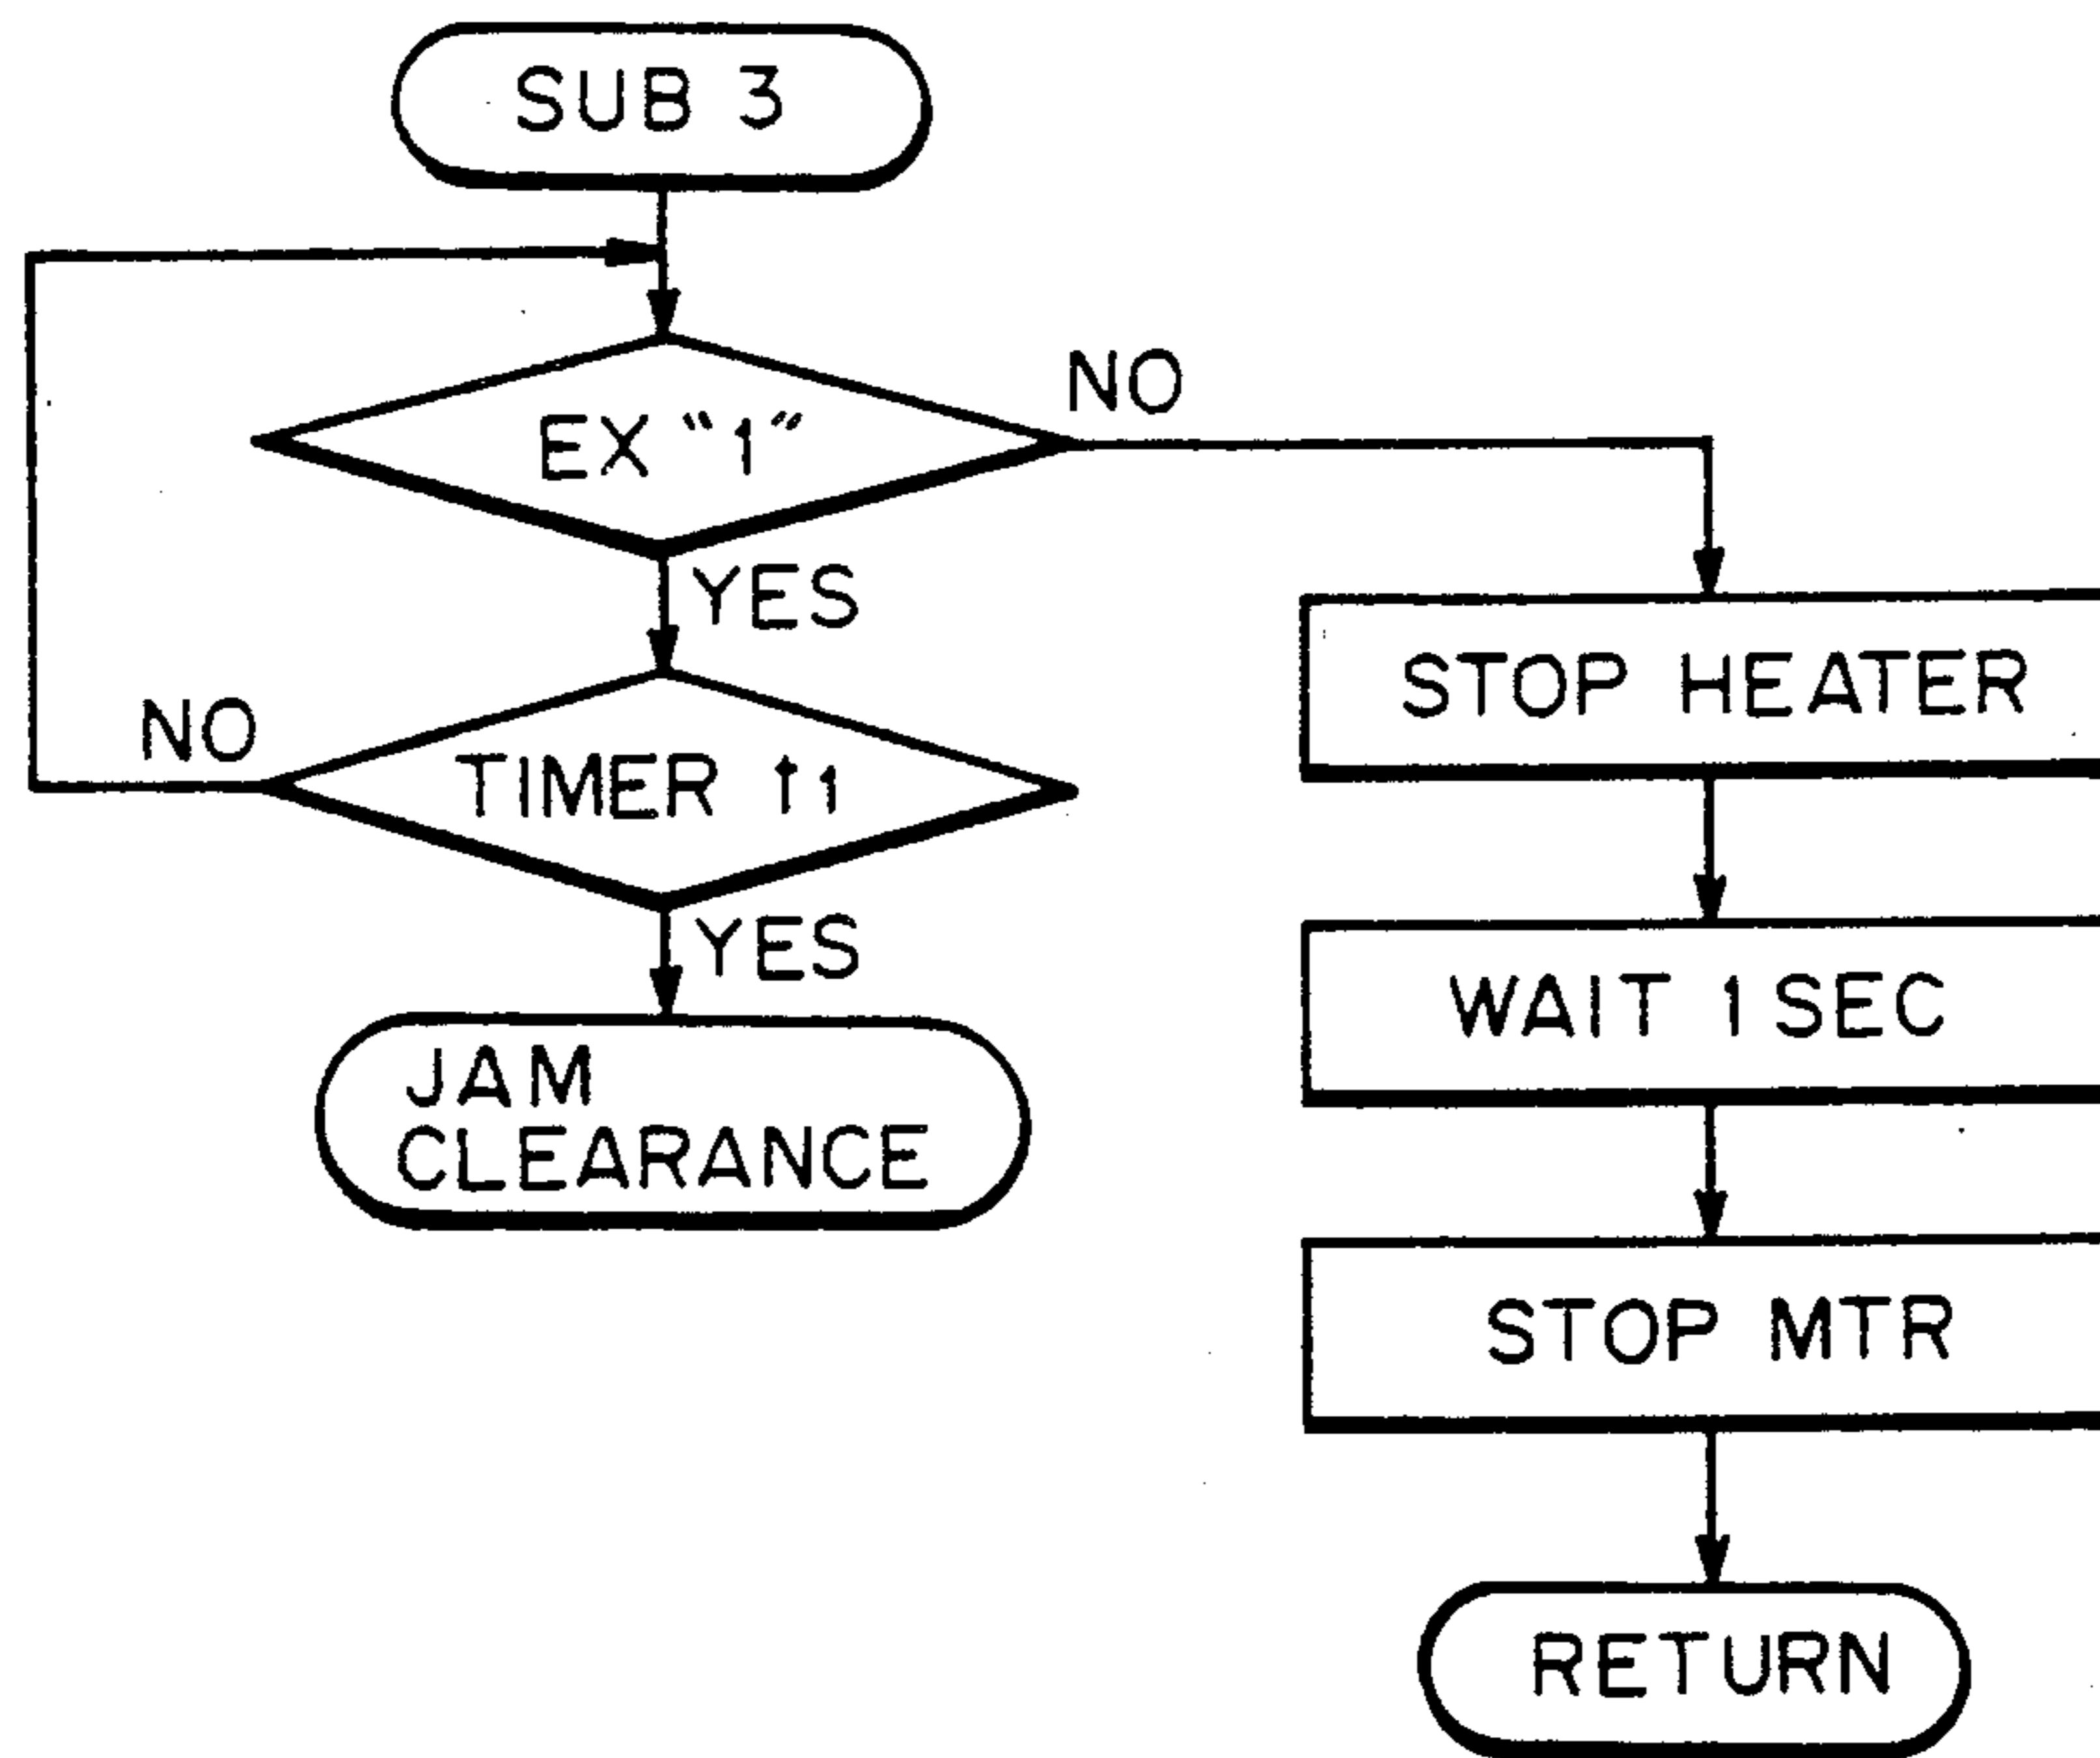 SUB 3
EX "1"
NO
YES
NO
TIMER t1
YES
JAM
CLEARANCE
STOP HEATER
WAIT 1 SEC
STOP MTR
RETURN